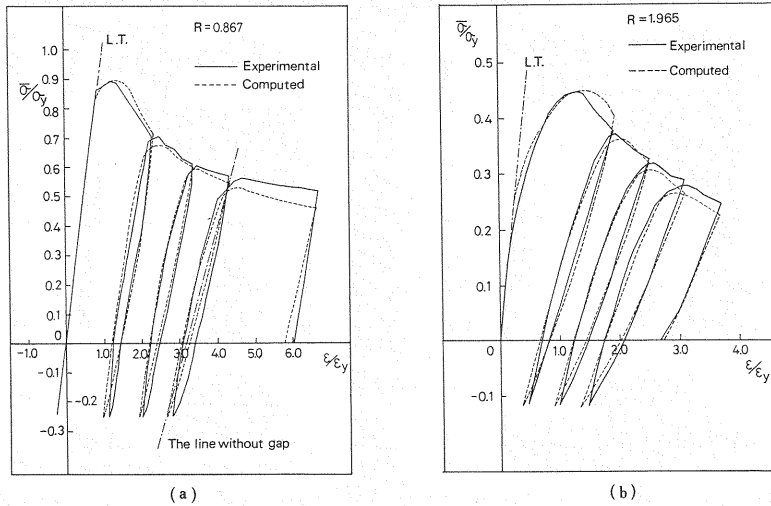 R = 0.867
L.T.
Experimental
Computed
σ̅/σy
1.0
0.9
0.8
0.7
0.6
0.5
0.4
0.3
0.2
0.1
0
-0.1
-0.2
-0.3
-1.0
1.0
2.0
3.0
4.0
5.0
6.0
ε/εy
The line without gap
(a)
R = 1.965
L.T.
Experimental
Computed
σ̅/σy
0.5
0.4
0.3
0.2
0.1
0
-0.1
1.0
2.0
3.0
4.0
ε/εy
(b)